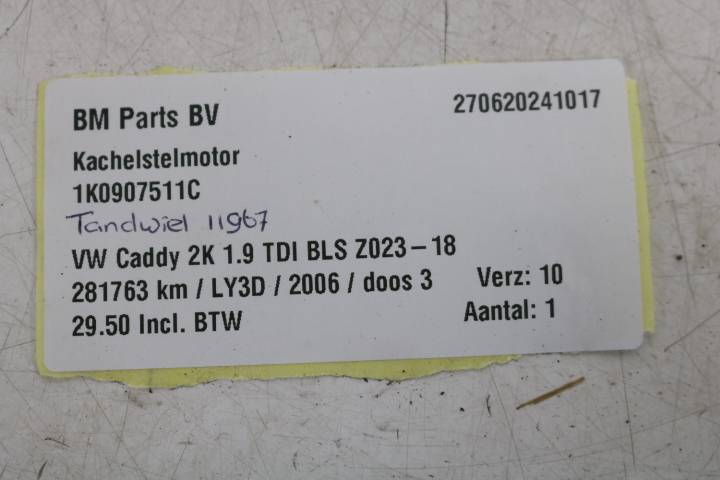 BM Parts BV 270620241017
Kachelstelmotor
1K0907511C
Tandwiel 11967
VW Caddy 2K 1.9 TDI BLS Z023-18
281763 km / LY3D / 2006 / doos 3 Verz: 10
29.50 Incl. BTW Aantal: 1